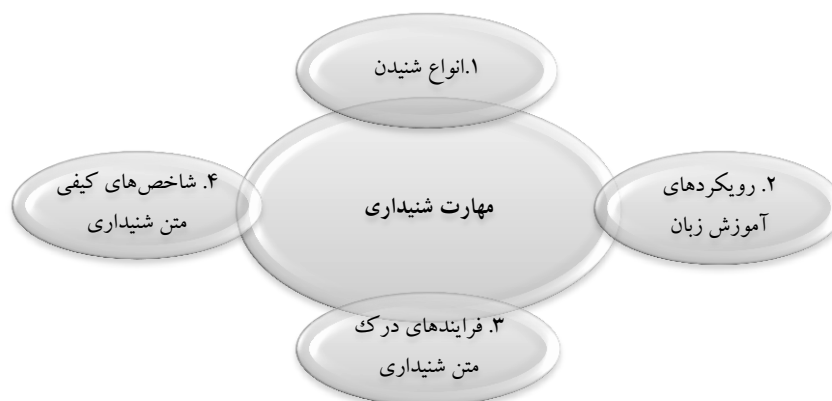 ۱.انواع شنیدن
مهارت شنیداری
۲. رویکردهای
آموزش زبان
۳. فرایندهای درک
متن شنیداری
۴. شاخص‌های کیفی
متن شنیداری